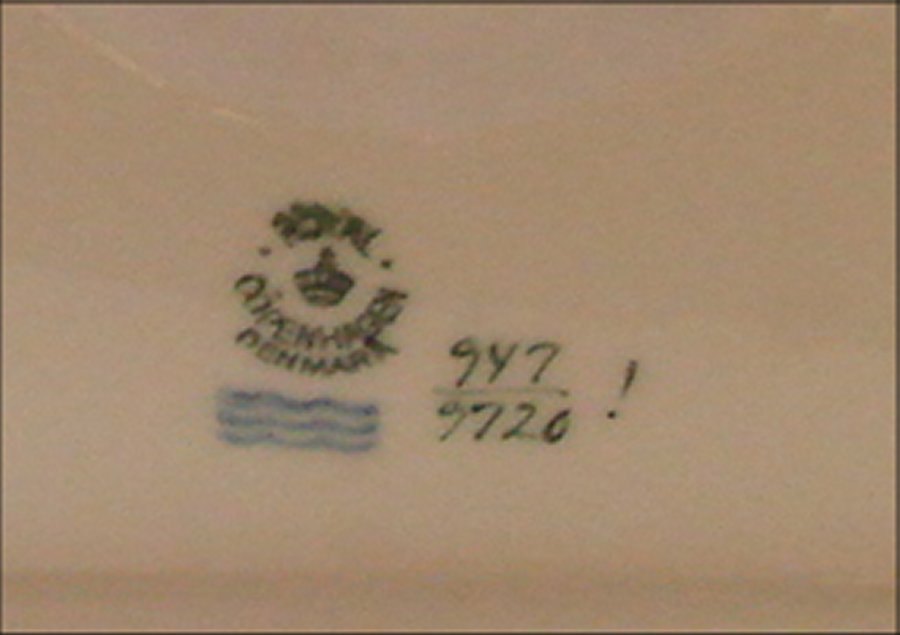 ROYAL
COPENHAGEN
DENMARK
947
9720 !